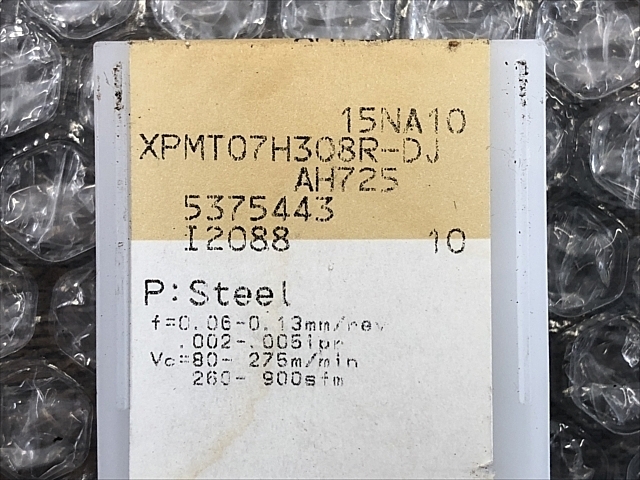 15NA10
XPMT07H308R-DJ
AH725
5375443
I2088 10
P:Steel
f=0.06-0.13mm/rev
.002-.005ipr
Vc=80- 275m/min
260- 900sfm